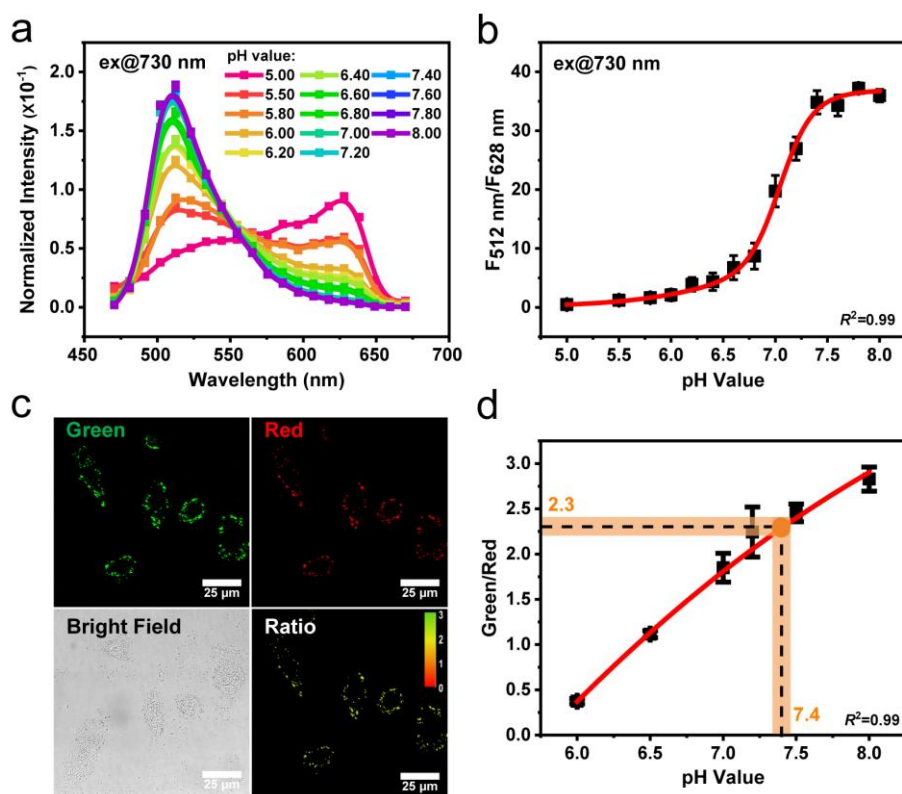 a
ex@730 nm
pH value:
5.00 6.40 7.40
5.50 6.60 7.60
5.80 6.80 7.80
6.00 7.00 8.00
6.20 7.20
2.0
1.5
1.0
0.5
0.0
Normalized Intensity (X10⁻¹)
450 500 550 600 650 700
Wavelength (nm)
b
ex@730 nm
40
30
20
10
0
F512 nm/F628 nm
R²=0.99
5.0 5.5 6.0 6.5 7.0 7.5 8.0
pH Value
c
Green
25 μm
Red
25 μm
Bright Field
25 μm
Ratio
3
2
1
0
25 μm
d
3.0
2.5
2.0
1.5
1.0
0.5
0.0
Green/Red
2.3
7.4
R²=0.99
6.0 6.5 7.0 7.5 8.0
pH Value